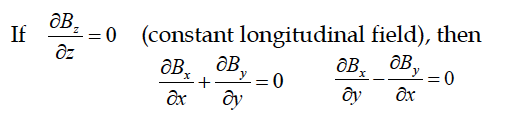 If ∂B_z/∂z = 0 (constant longitudinal field), then
∂B_x/∂x + ∂B_y/∂y = 0    ∂B_x/∂y − ∂B_y/∂x = 0